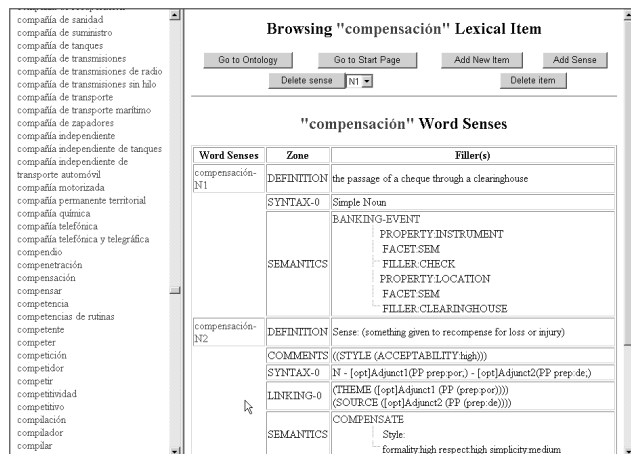 compañía de sanidad
compañía de suministro
compañía de tanques
compañía de transmisiones
compañía de transmisiones de radio
compañía de transmisiones sin hilo
compañía de transporte
compañía de transporte marítimo
compañía de zapadores
compañía independiente
compañía independiente de tanques
compañía independiente de
transporte automóvil
compañía motorizada
compañía permanente territorial
compañía química
compañía telefónica
compañía telefónica y telegráfica
compendio
compenetración
compensación
compensar
competencia
competencias de rutinas
competente
competer
competición
competidor
competir
competitividad
competitivo
compilación
compilador
compilar
Browsing "compensación" Lexical Item
Go to Ontology Go to Start Page Add New Item Add Sense
Delete sense N1 Delete item
"compensación" Word Senses
Word Senses Zone Filler(s)
compensación-
N1 DEFINITION the passage of a cheque through a clearinghouse
SYNTAX-0 Simple Noun
SEMANTICS BANKING-EVENT
PROPERTY:INSTRUMENT
FACET:SEM
FILLER:CHECK
PROPERTY:LOCATION
FACET:SEM
FILLER:CLEARINGHOUSE
compensación-
N2 DEFINITION Sense: (something given to recompense for loss or injury)
COMMENTS ((STYLE (ACCEPTABILITY:high)))
SYNTAX-0 N - [opt]Adjunct1(PP prep:por;) - [opt]Adjunct2(PP prep:de;)
LINKING-0 (THEME ([opt]Adjunct1 (PP (prep:por))))
(SOURCE ([opt]Adjunct2 (PP (prep:de))))
SEMANTICS COMPENSATE
Style:
formality:high respect:high simplicity:medium